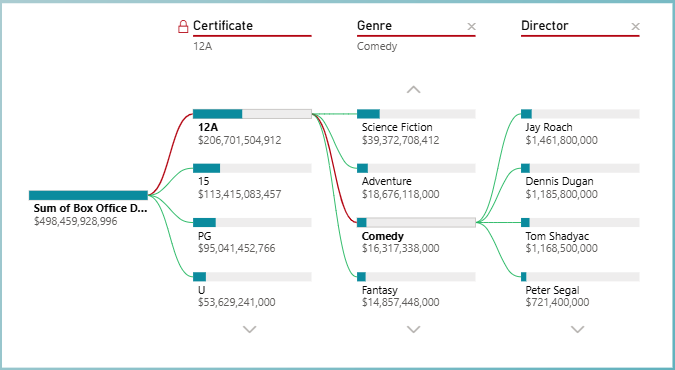 Certificate
12A
Genre
Comedy
Director
Sum of Box Office D...
$498,459,928,996
12A
$206,701,504,912
15
$113,415,083,457
PG
$95,041,452,766
U
$53,629,241,000
Science Fiction
$39,372,708,412
Adventure
$18,676,118,000
Comedy
$16,317,338,000
Fantasy
$14,857,448,000
Jay Roach
$1,461,800,000
Dennis Dugan
$1,185,800,000
Tom Shadyac
$1,168,500,000
Peter Segal
$721,400,000